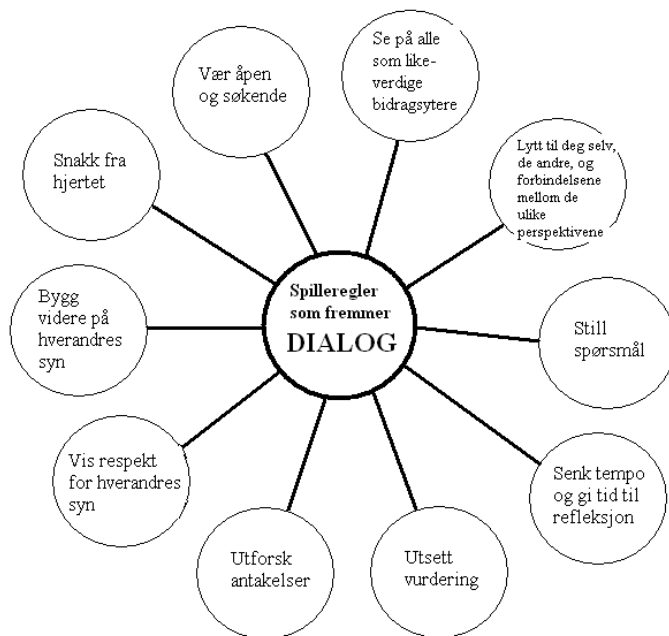 Se på alle
som like-
verdige
bidragsytere
Vær åpen
og søkende
Lytt til deg selv,
de andre, og
forbindelsene
mellom de
ulike
perspektivene
Snakk fra
hjertet
Spilleregler
som fremmer
DIALOG
Bygg
videre på
hverandres
syn
Still
spørsmål
Vis respekt
for hverandres
syn
Senk tempo
og gi tid til
refleksjon
Utforsk
antakelser
Utsett
vurdering